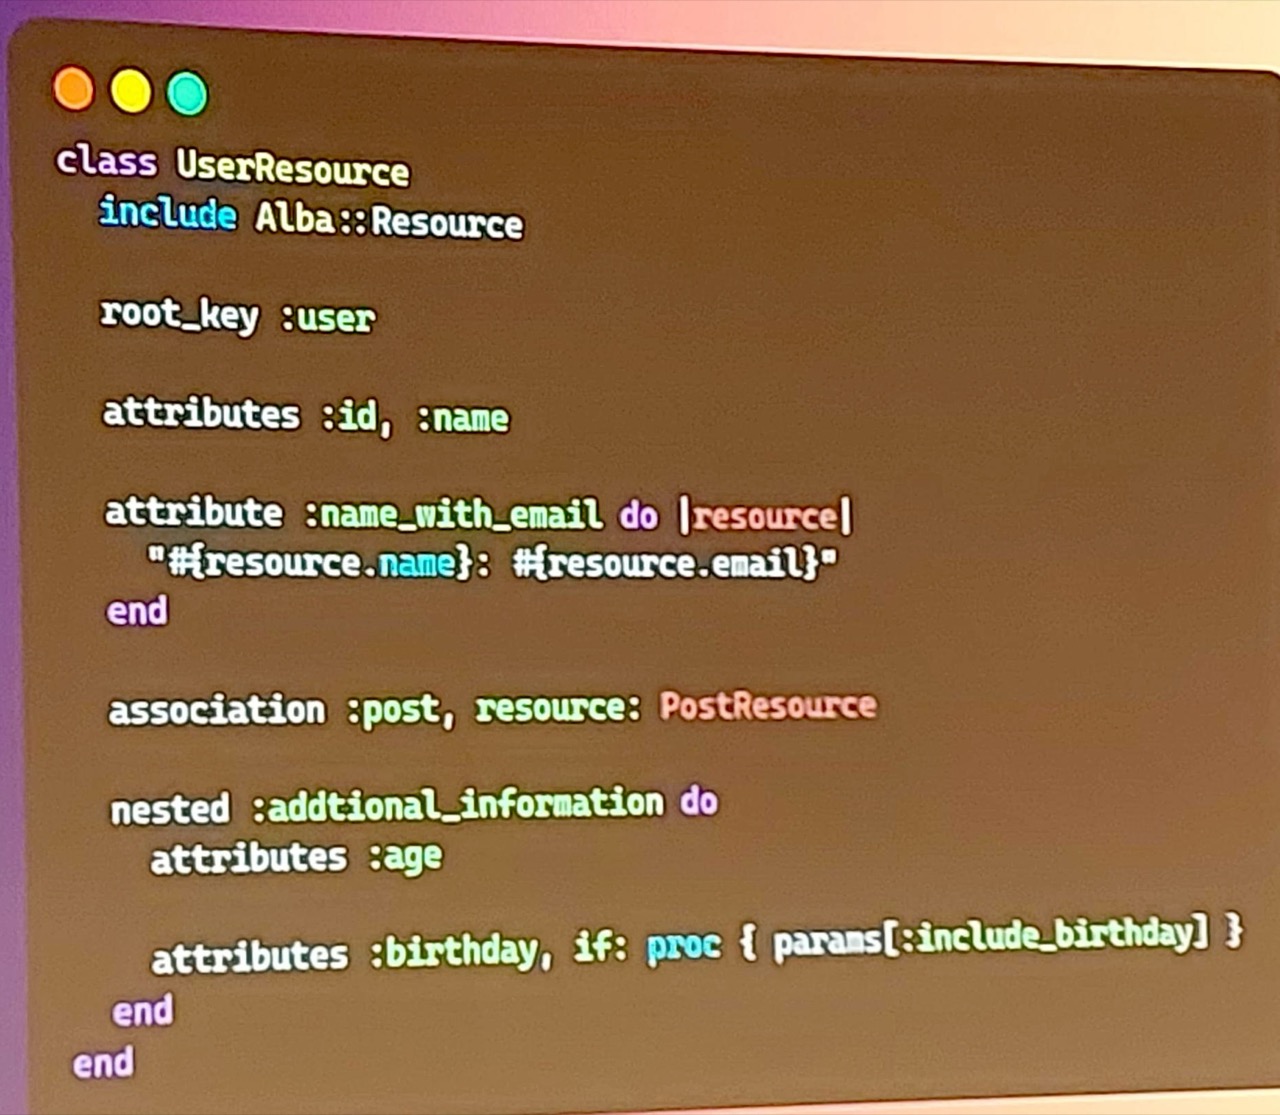 class UserResource
include Alba::Resource
root_key :user
attributes :id, :name
attribute :name_with_email do |resource|
"#{resource.name}: #{resource.email}"
end
association :post, resource: PostResource
nested :addtional_information do
attributes :age
attributes :birthday, if: proc { params[:include_birthday] }
end
end